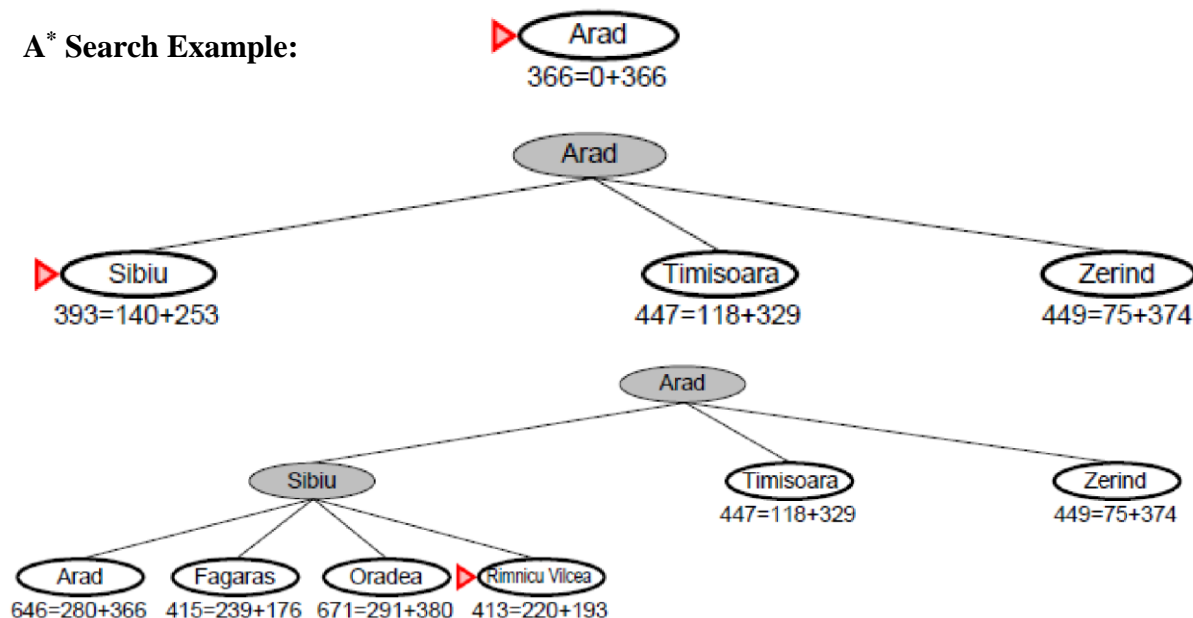 A* Search Example:
Arad
366=0+366
Arad
Sibiu Timisoara Zerind
393=140+253 447=118+329 449=75+374
Arad
Sibiu Timisoara Zerind
447=118+329 449=75+374
Arad Fagaras Oradea Rimnicu Vilcea
646=280+366 415=239+176 671=291+380 413=220+193